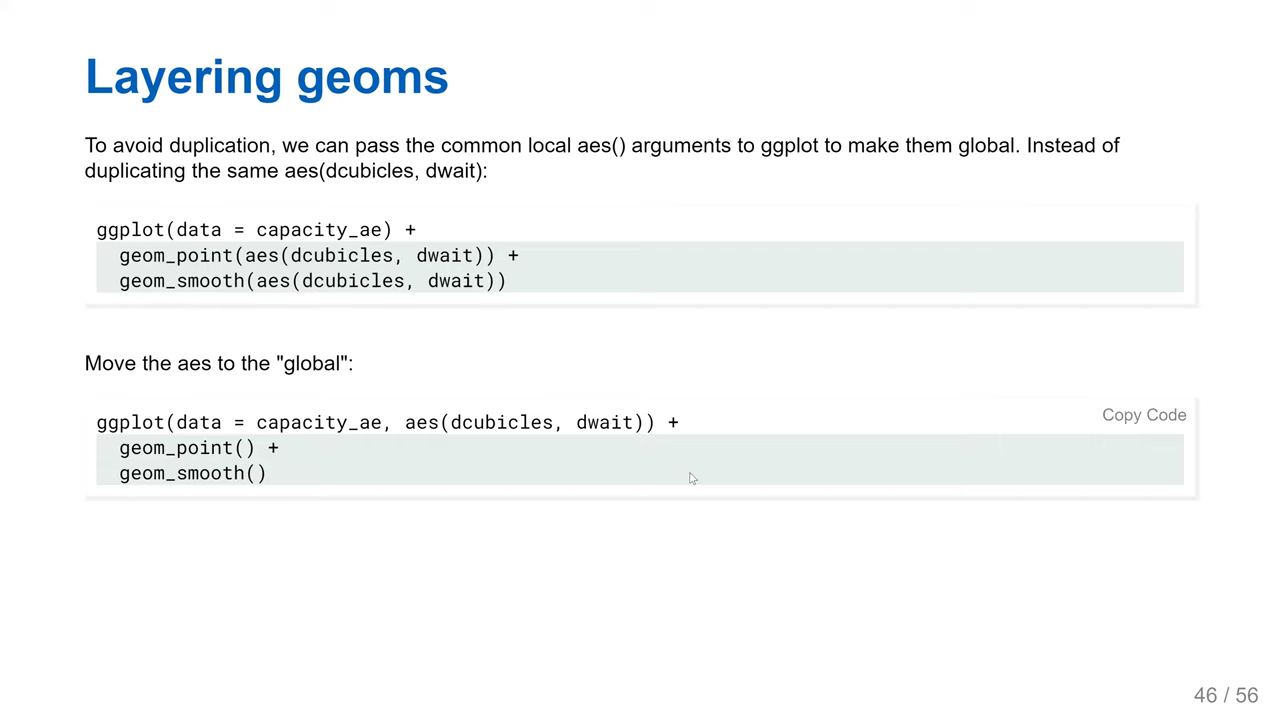 Layering geoms
To avoid duplication, we can pass the common local aes() arguments to ggplot to make them global. Instead of
duplicating the same aes(dcubicles, dwait):
ggplot(data = capacity_ae) +
  geom_point(aes(dcubicles, dwait)) +
  geom_smooth(aes(dcubicles, dwait))
Move the aes to the "global":
Copy Code
ggplot(data = capacity_ae, aes(dcubicles, dwait)) +
  geom_point() +
  geom_smooth()
46 / 56